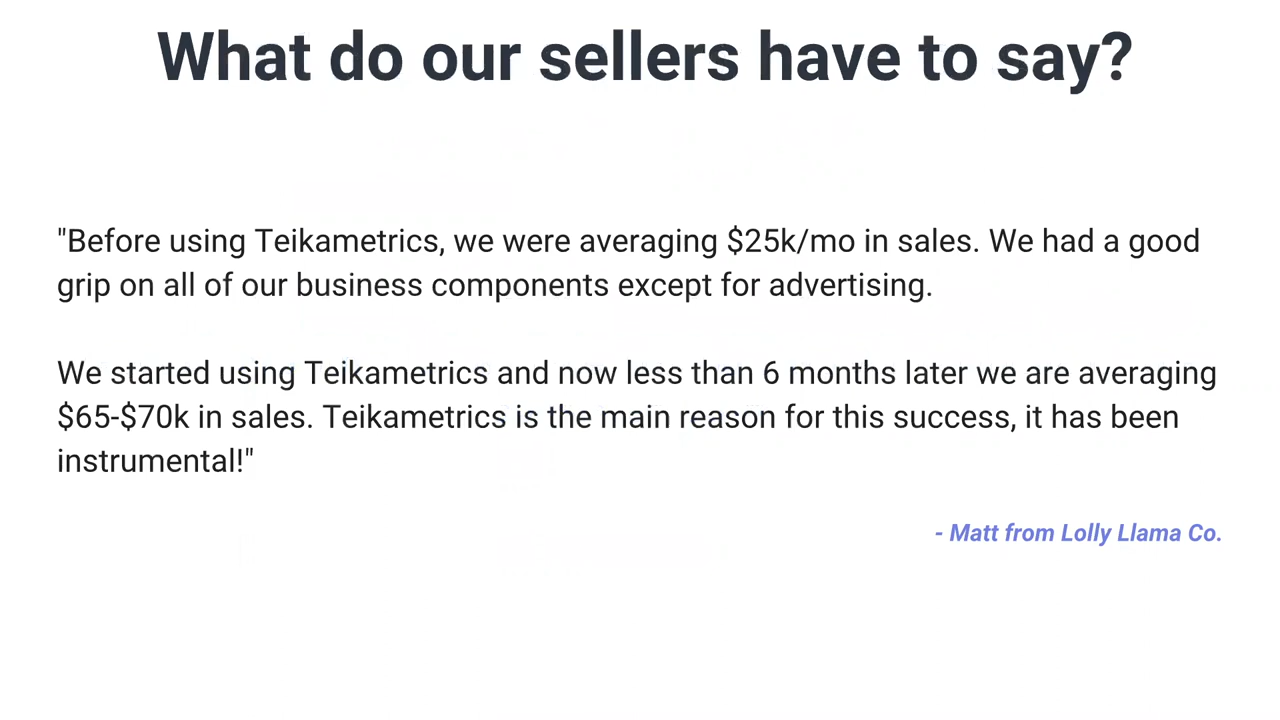 What do our sellers have to say?
"Before using Teikametrics, we were averaging $25k/mo in sales. We had a good
grip on all of our business components except for advertising.
We started using Teikametrics and now less than 6 months later we are averaging
$65-$70k in sales. Teikametrics is the main reason for this success, it has been
instrumental!"
- Matt from Lolly Llama Co.